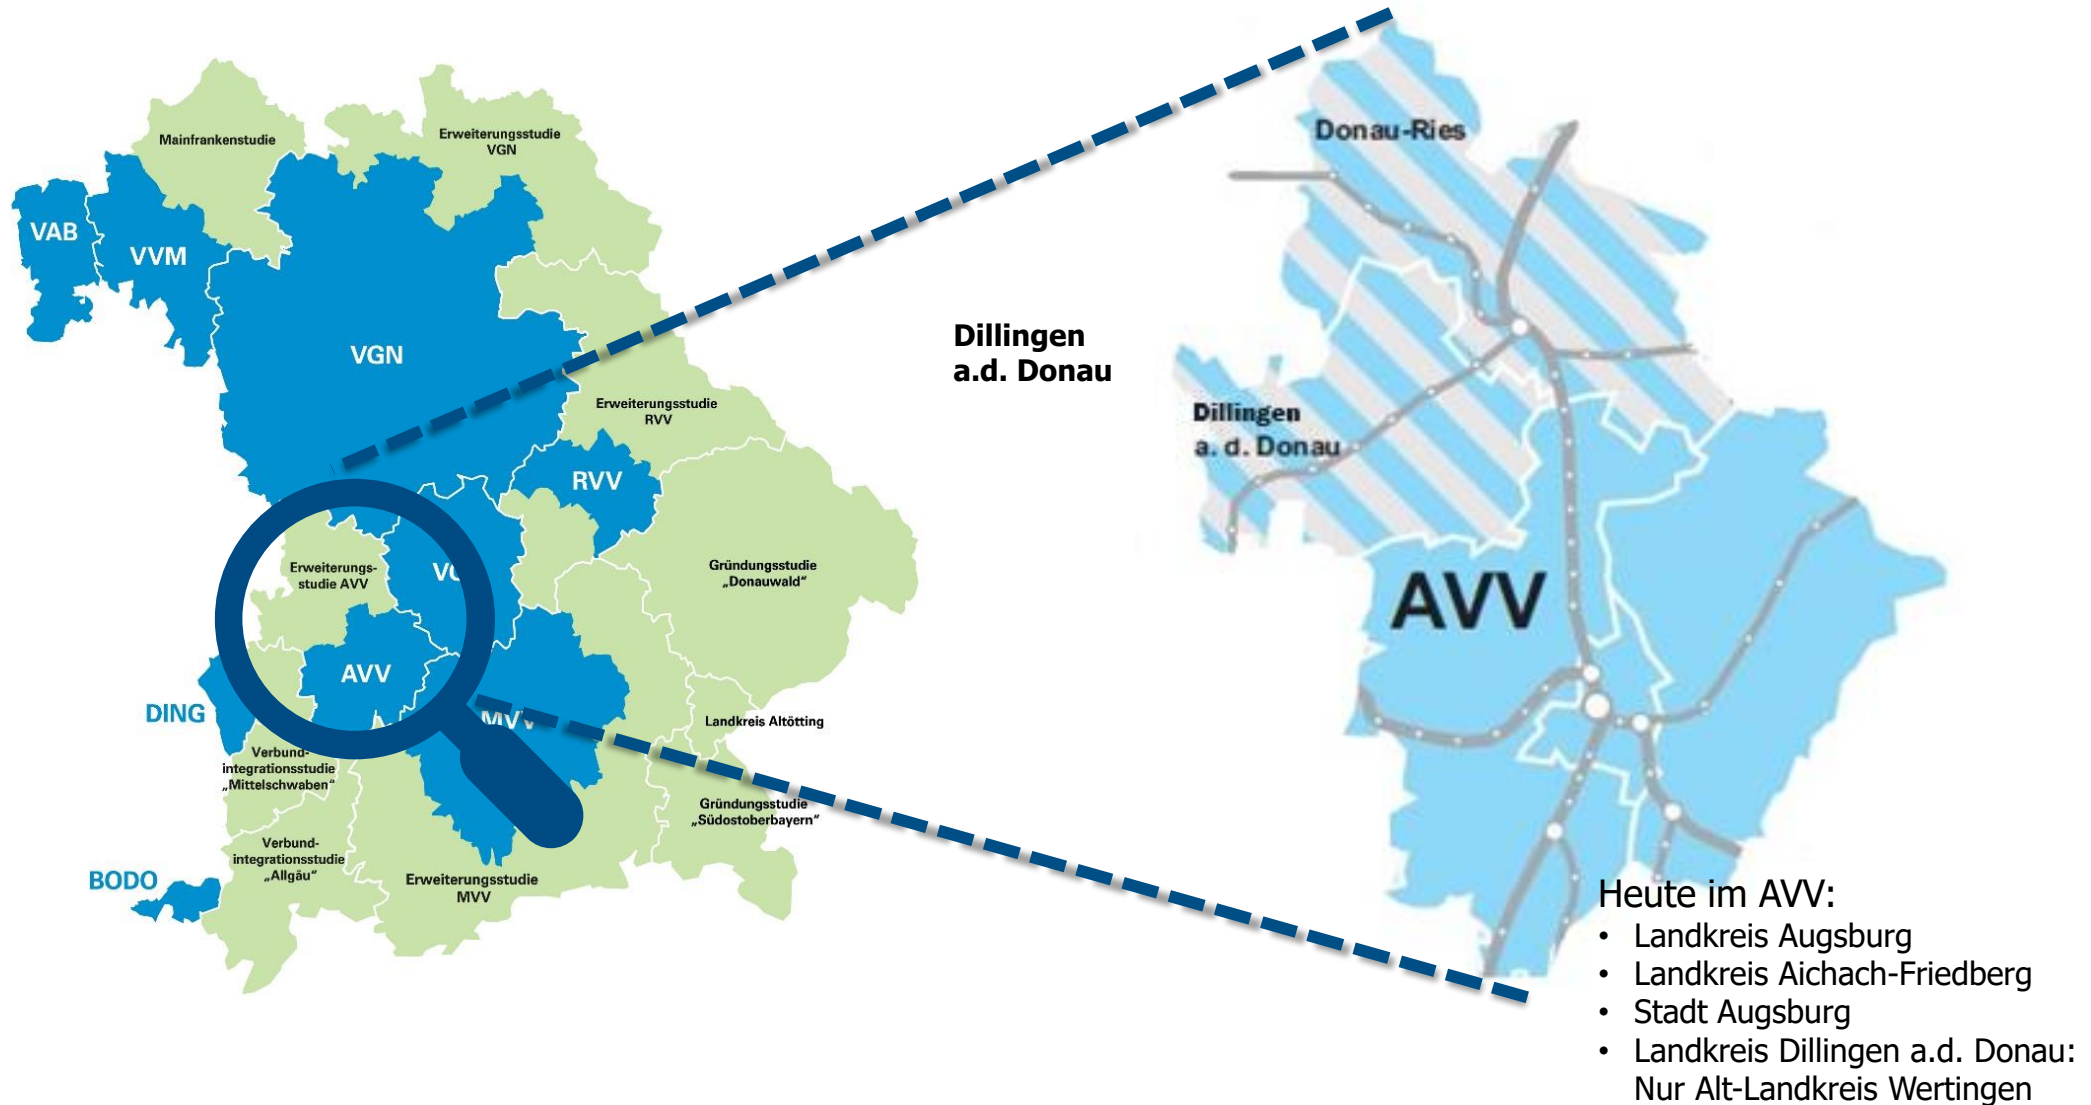 Mainfrankenstudie
Erweiterungsstudie
VGN
VAB
VVM
VGN
Erweiterungsstudie
RVV
RVV
Erweiterungs-
studie AVV
Gründungsstudie
„Donauwald“
AVV
DING
MVV
Landkreis Altötting
Verbund-
integrationsstudie
„Mittelschwaben“
Gründungsstudie
„Südostoberbayern“
Verbund-
integrationsstudie
„Allgäu“
BODO
Erweiterungsstudie
MVV
Dillingen
a.d. Donau
Donau-Ries
Dillingen
a. d. Donau
AVV
Heute im AVV:
• Landkreis Augsburg
• Landkreis Aichach-Friedberg
• Stadt Augsburg
• Landkreis Dillingen a.d. Donau:
Nur Alt-Landkreis Wertingen